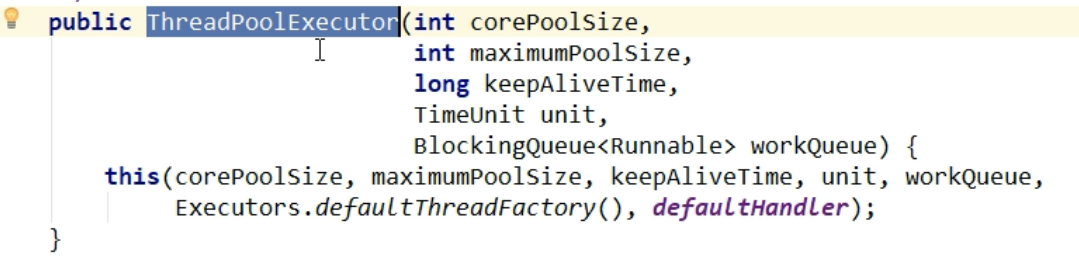 public ThreadPoolExecutor(int corePoolSize,
int maximumPoolSize,
long keepAliveTime,
TimeUnit unit,
BlockingQueue<Runnable> workQueue) {
this(corePoolSize, maximumPoolSize, keepAliveTime, unit, workQueue,
Executors.defaultThreadFactory(), defaultHandler);
}